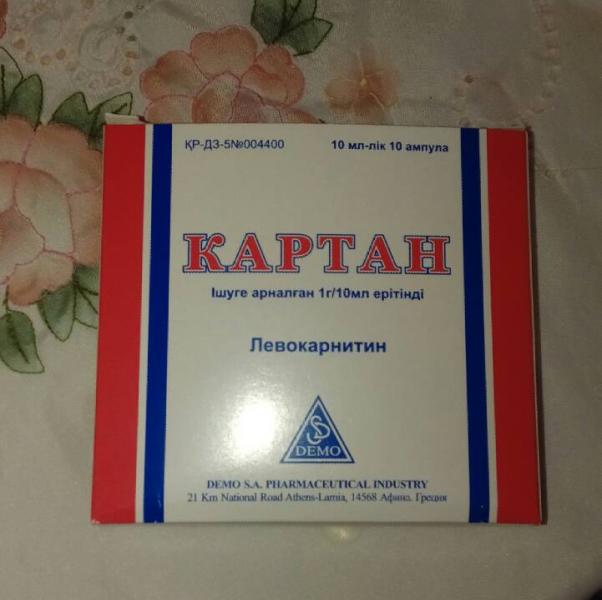 ҚР-ДЗ-5№004400 10 мл-лік 10 ампула
КАРТАН
Ішуге арналған 1г/10мл ерітінді
Левокарнитин
DEMO
DEMO S.A. PHARMACEUTICAL INDUSTRY
21 Km National Road Athens-Lamia, 14568 Афина. Греция